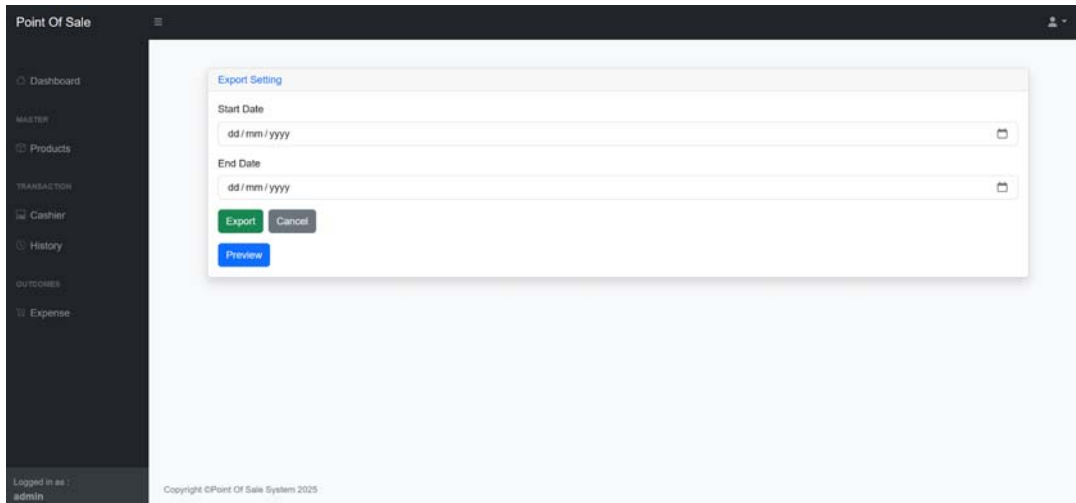 Point Of Sale
Dashboard
MASTER
Products
TRANSACTION
Cashier
History
OUTCOMES
Expense
Logged in as :
admin
Export Setting
Start Date
dd / mm / yyyy
End Date
dd / mm / yyyy
Export Cancel
Preview
Copyright ©Point Of Sale System 2025